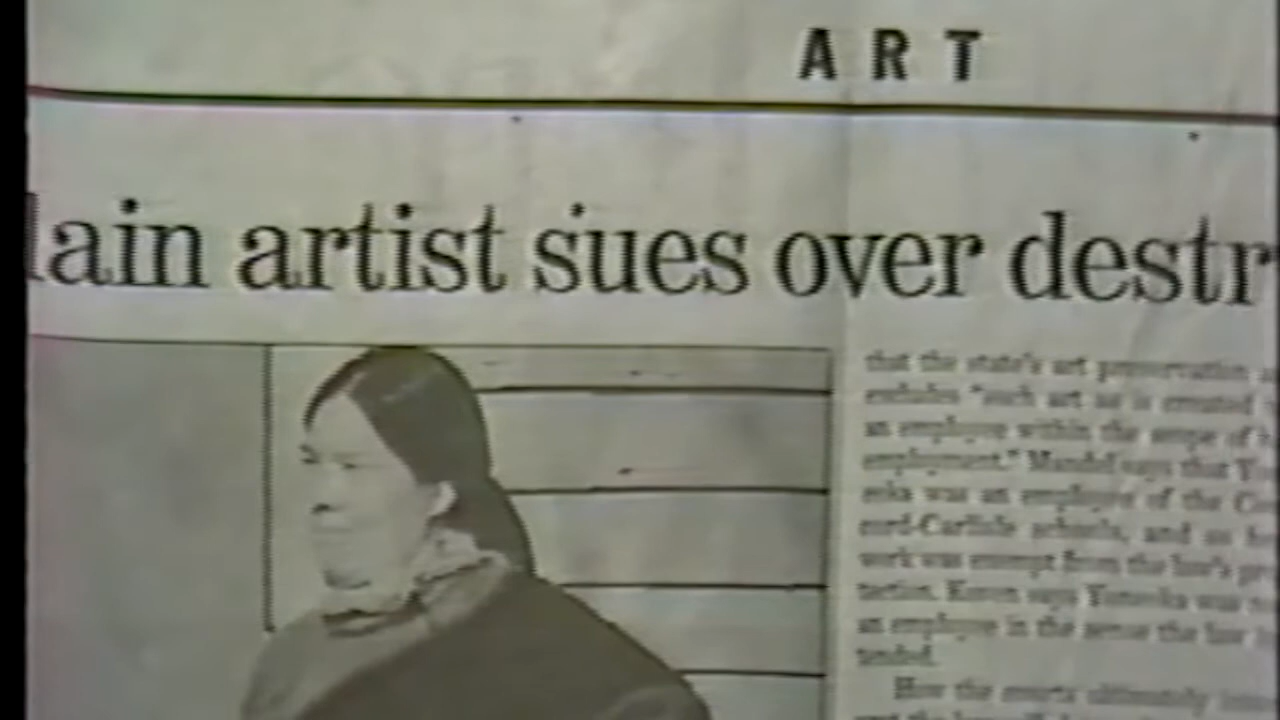 ART
lain artist sues over destr
that the state's art preservation
excludes "such art as is created
an employee within the scope of
employment." Mandel says that
eska was an employee of the
cord-Carlisle schools, and as
work was exempt from the law's
tection. Koven says was
an employee in the sense the law
tended.
How the courts ultimately